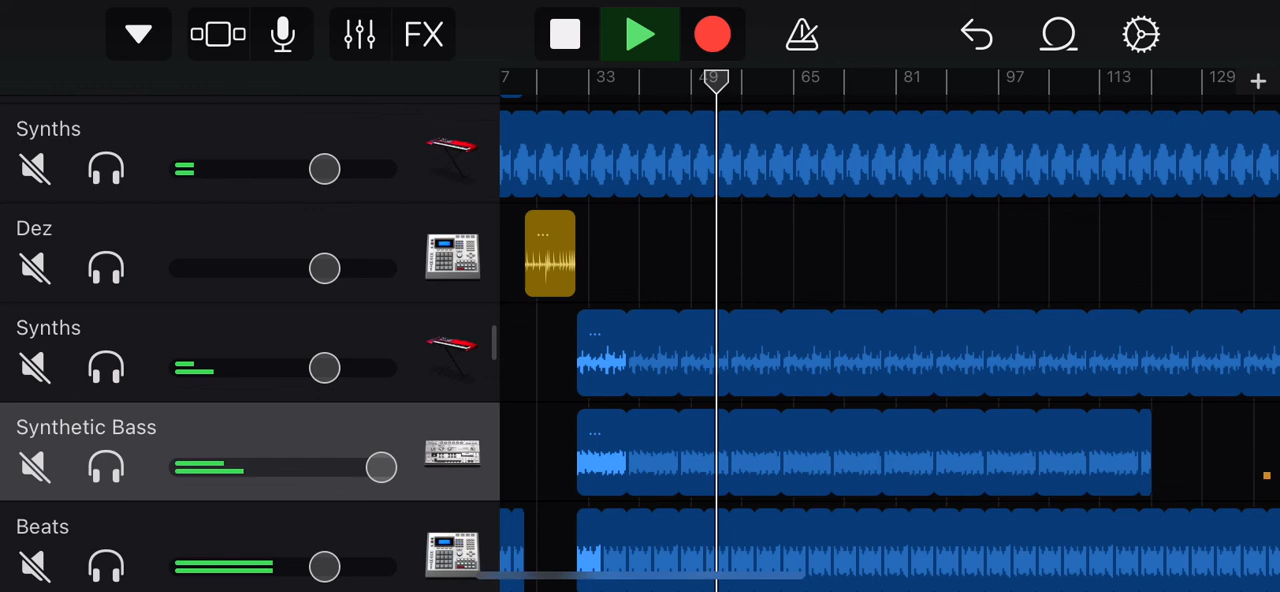 FX
7 33 49 65 81 97 113 129
Synths
Dez
...
Synths
...
Synthetic Bass
...
Beats